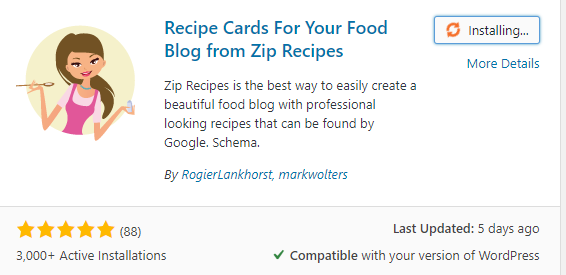 Recipe Cards For Your Food
Blog from Zip Recipes
Installing...
More Details
Zip Recipes is the best way to easily create a
beautiful food blog with professional
looking recipes that can be found by
Google. Schema.
By RogierLankhorst, markwolters
(88)
Last Updated: 5 days ago
3,000+ Active Installations
Compatible with your version of WordPress